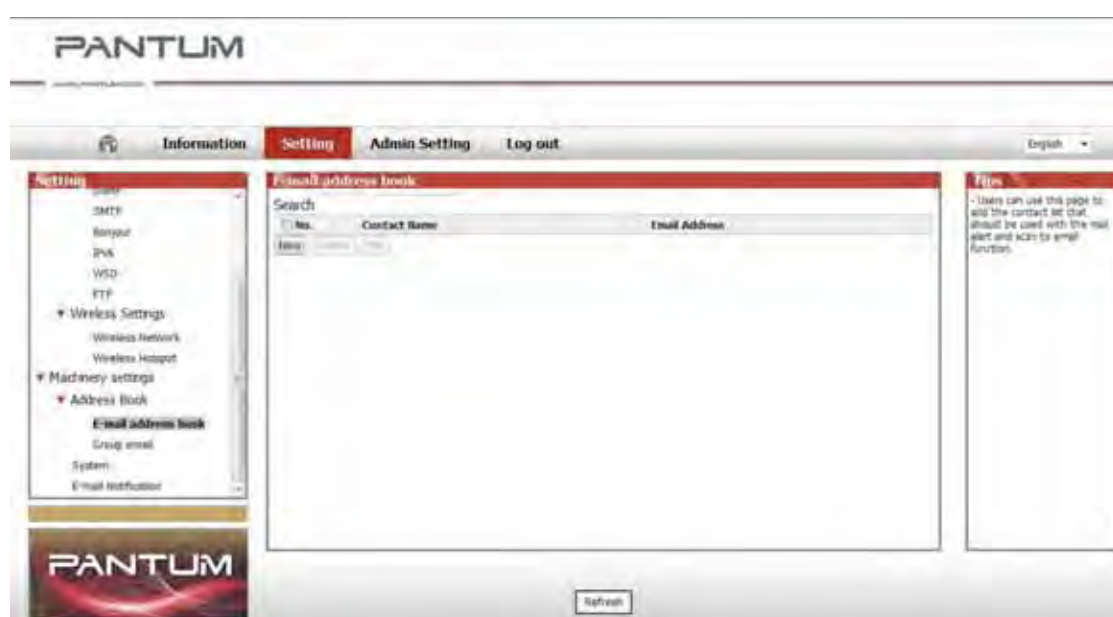 PANTUM
Information
Setting
Admin Setting
Log out
English
Setting
SMTP
Bonjour
IPv6
WSD
FTP
Wireless Settings
Wireless Network
Wireless Hotspot
Machinery settings
Address Book
E-mail address book
Group email
System
E-mail Notification
PANTUM
E-mail address book
Search
No.
Contact Name
Email Address
New
Refresh
Tips
- Users can use this page to
add the contact list that
should be used with the mail
alert and scan to email
function.